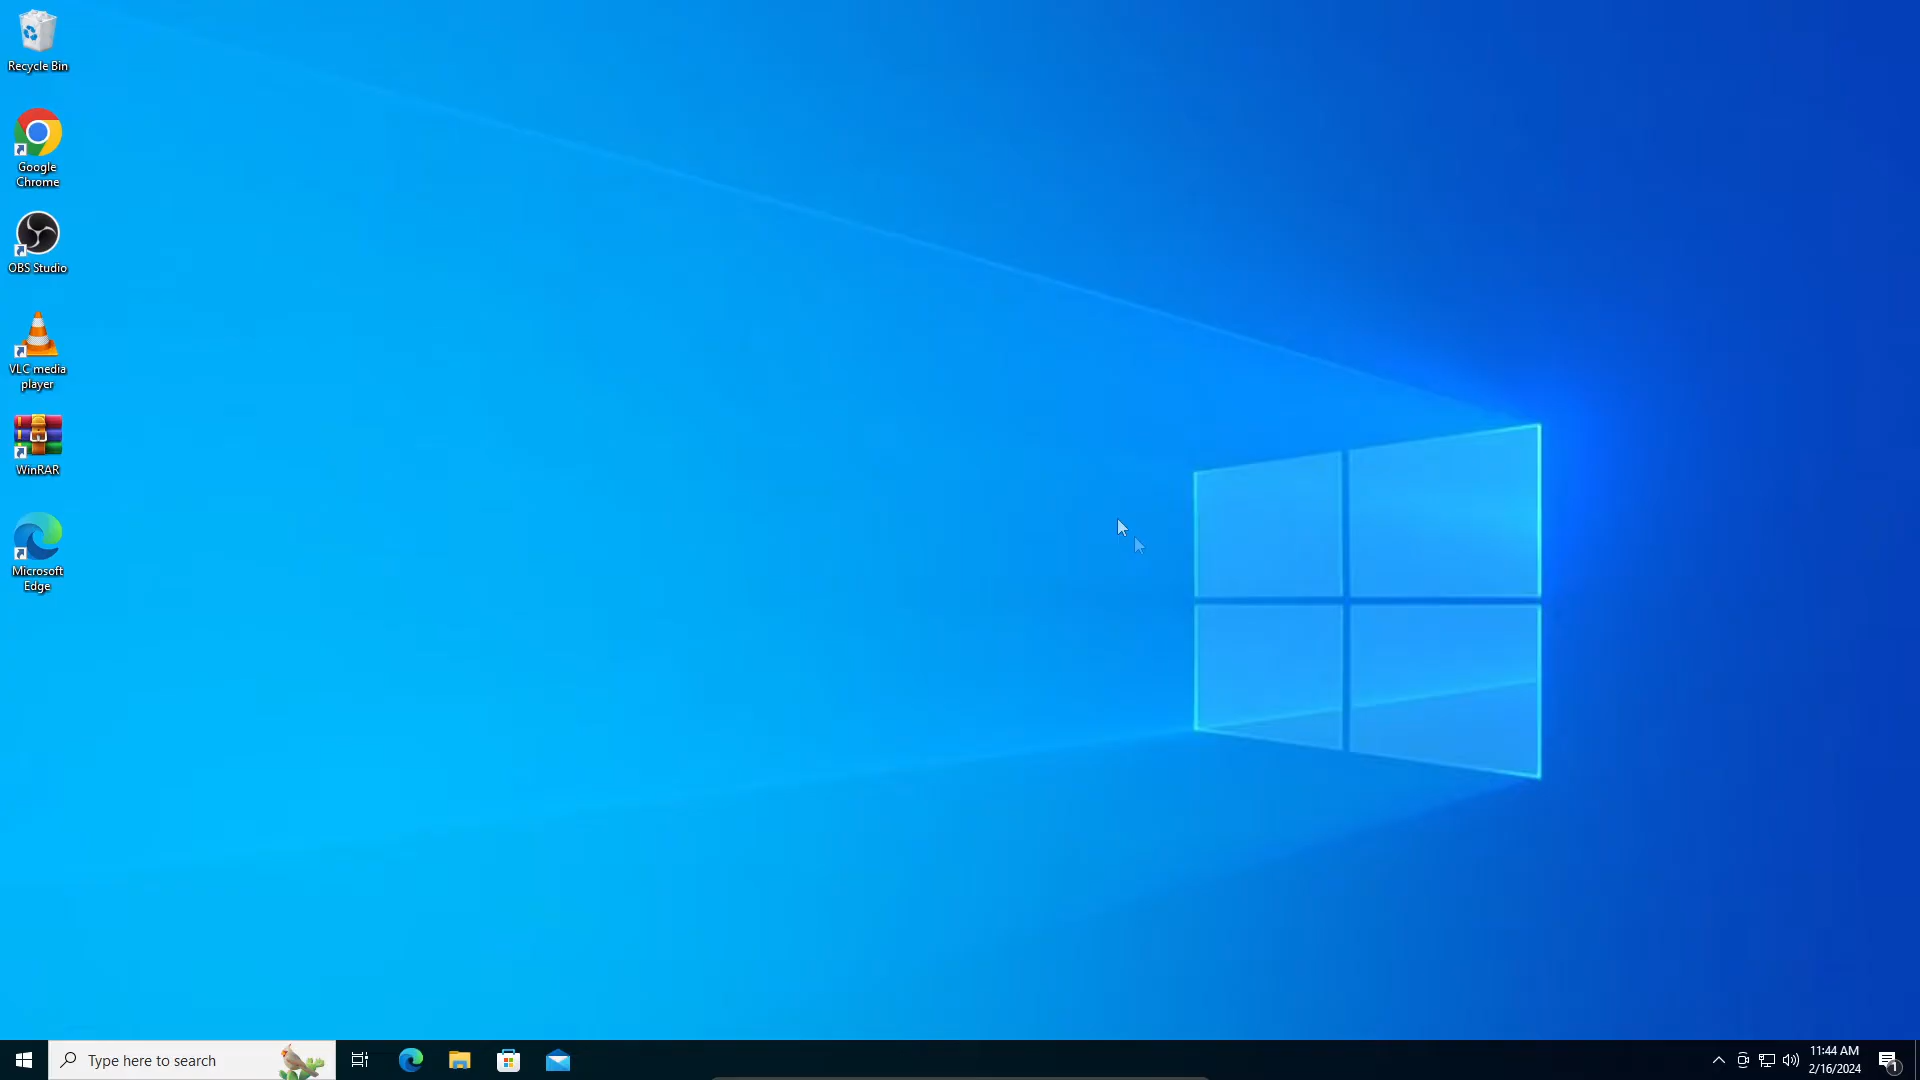 Recycle Bin
Google
Chrome
OBS Studio
VLC media
player
WinRAR
Microsoft
Edge
Type here to search
11:44 AM
2/16/2024
1